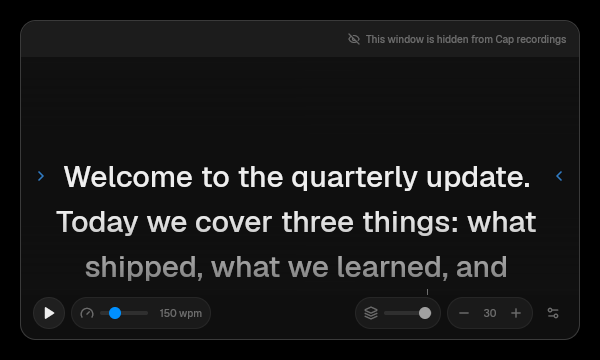 This window is hidden from Cap recordings
Welcome to the quarterly update.
Today we cover three things: what
shipped, what we learned, and
150 wpm
30